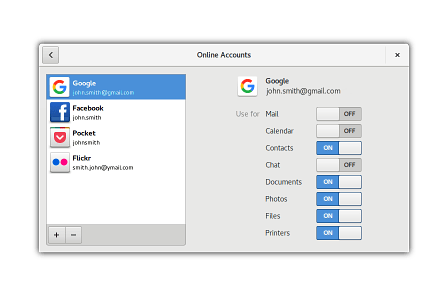 Online Accounts
Google
john.smith@gmail.com
Facebook
john.smith
Pocket
johnsmith
Flickr
smith.john@ymail.com
Google
john.smith@gmail.com
Use for Mail OFF
Calendar OFF
Contacts ON
Chat OFF
Documents ON
Photos ON
Files ON
Printers ON